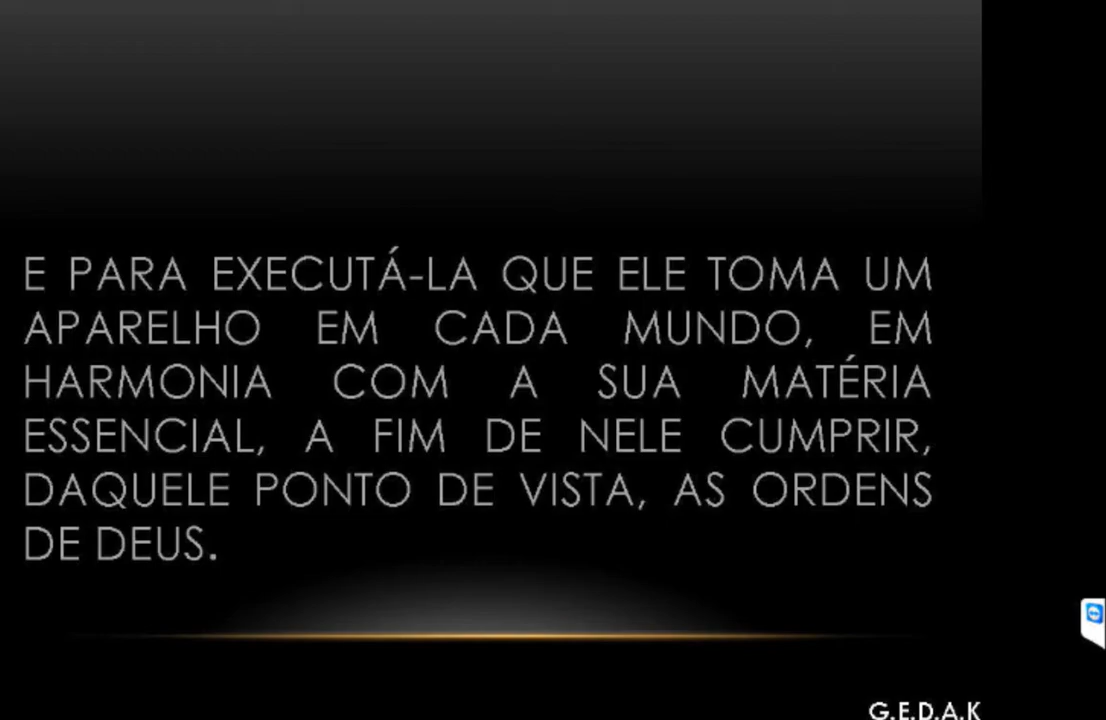 E PARA EXECUTÁ-LA QUE ELE TOMA UM
APARELHO EM CADA MUNDO, EM
HARMONIA COM A SUA MATÉRIA
ESSENCIAL, A FIM DE NELE CUMPRIR,
DAQUELE PONTO DE VISTA, AS ORDENS
DE DEUS.
G.E.D.A.K